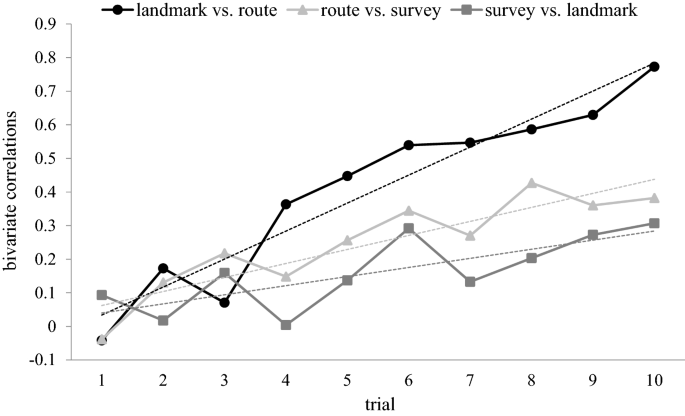 landmark vs. route route vs. survey survey vs. landmark
0.9
0.8
0.7
0.6
0.5
0.4
0.3
0.2
0.1
0
-0.1
bivariate correlations
1 2 3 4 5 6 7 8 9 10
trial